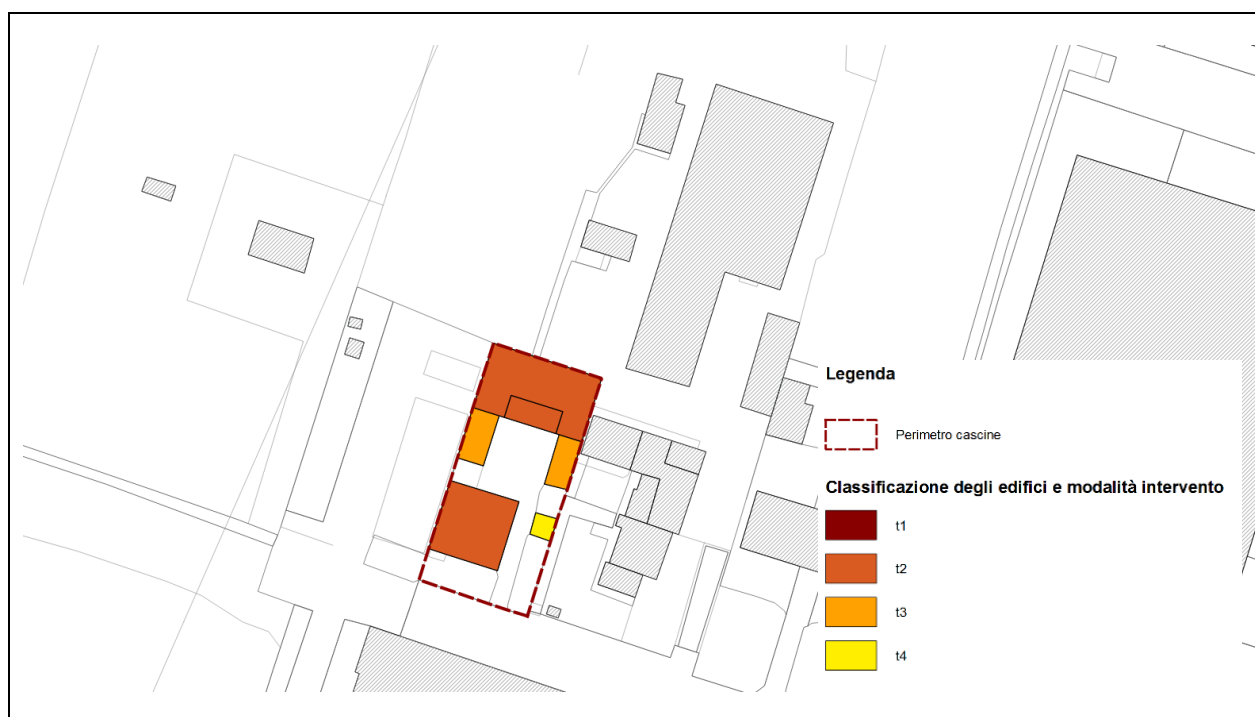 Legenda
Perimetro cascine
Classificazione degli edifici e modalità intervento
t1
t2
t3
t4